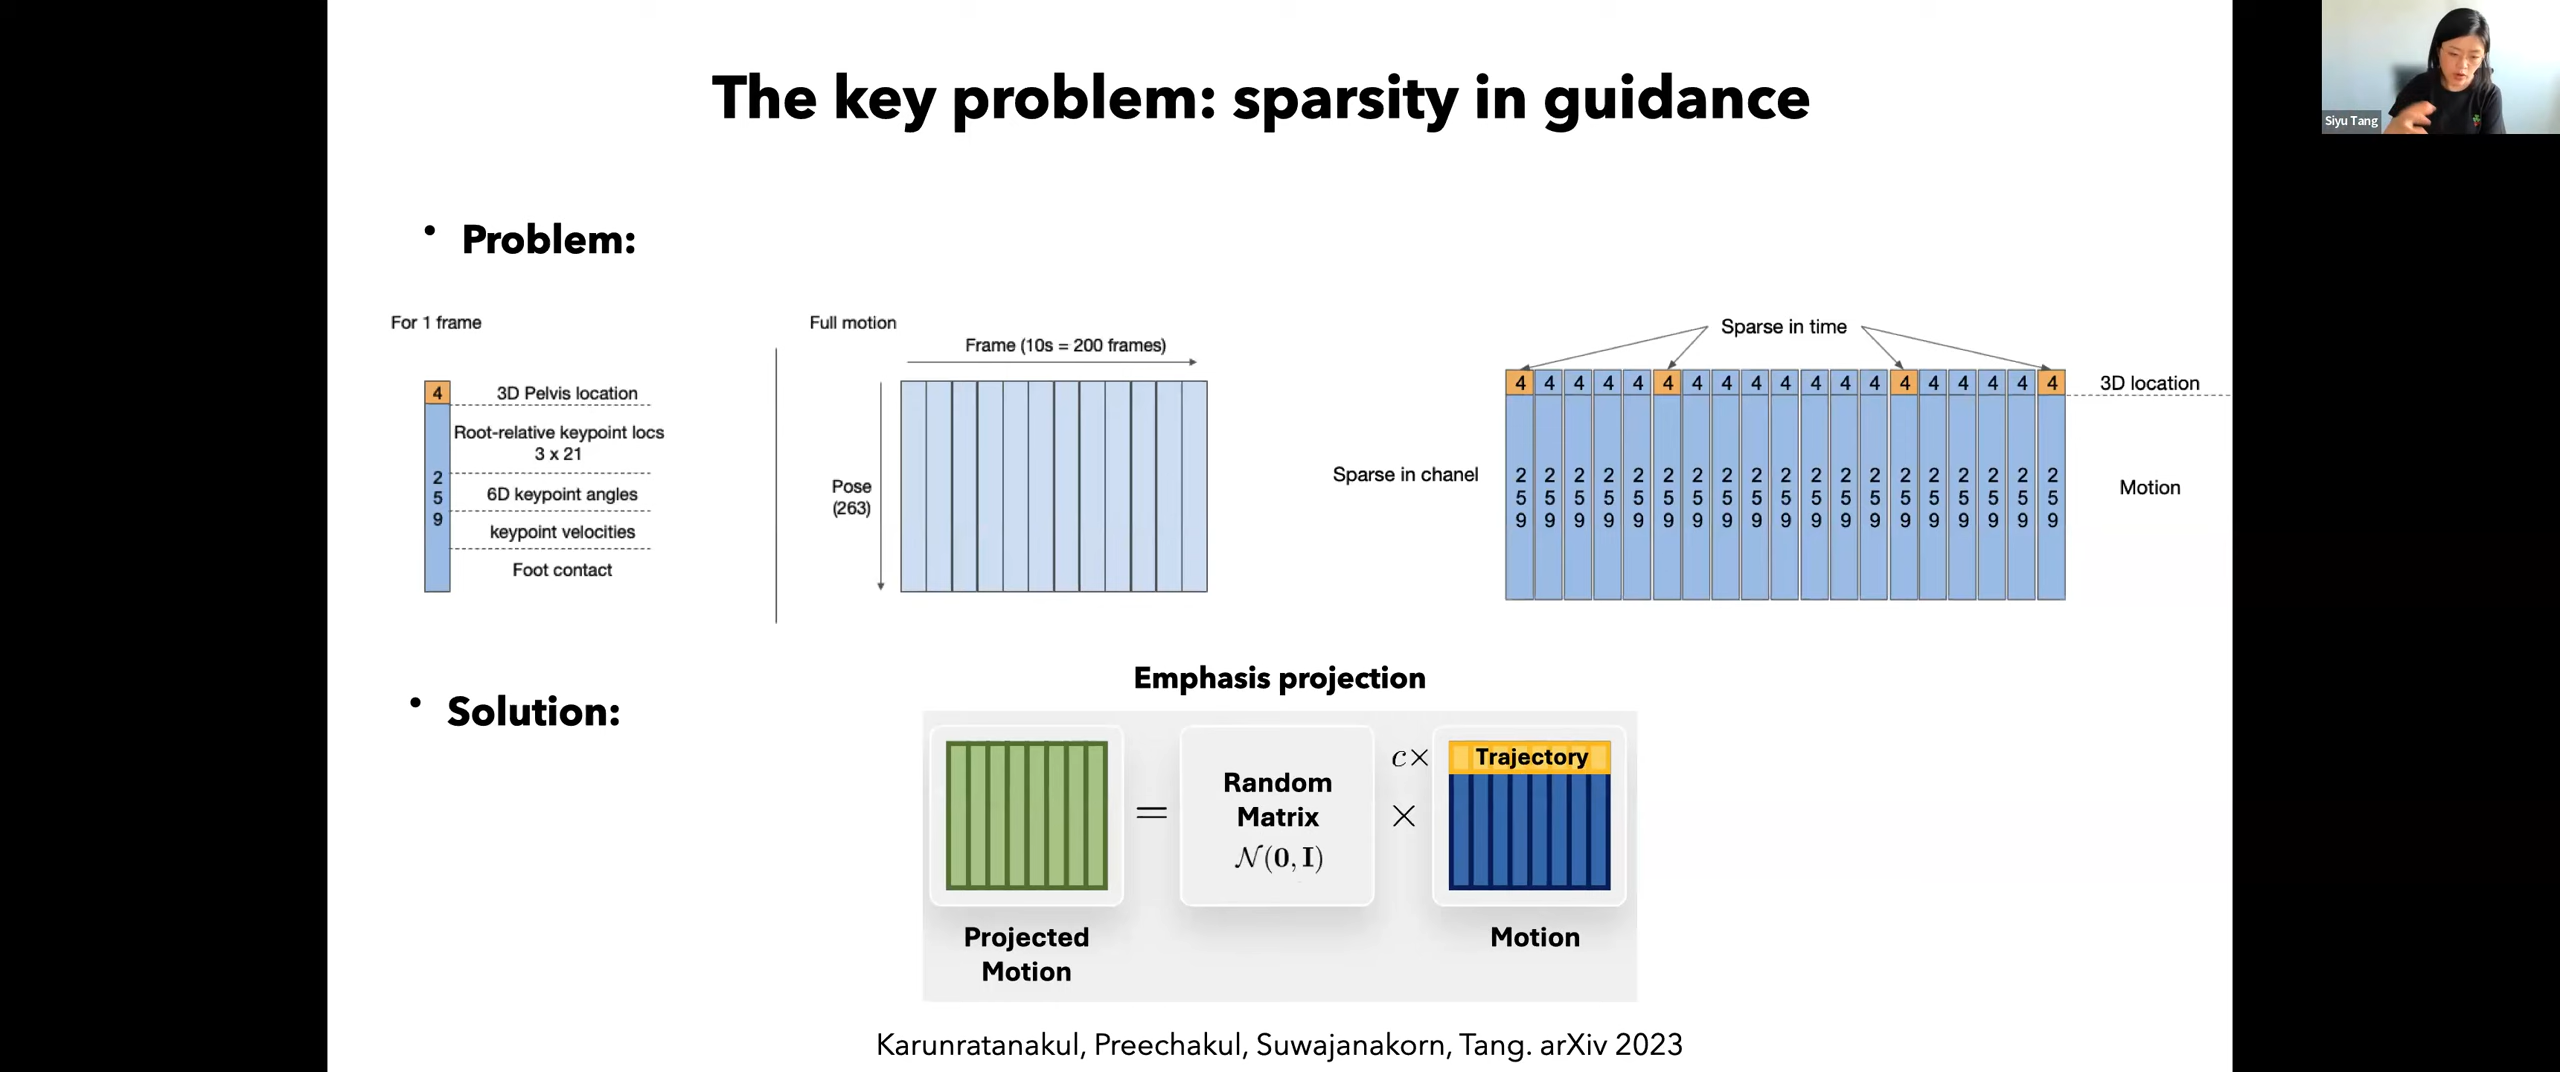 The key problem: sparsity in guidance
Siyu Tang
• Problem:
For 1 frame
4
3D Pelvis location
Root-relative keypoint locs
3 x 21
2
5
9
6D keypoint angles
keypoint velocities
Foot contact
Full motion
Frame (10s = 200 frames)
Pose
(263)
Sparse in time
4 4 4 4 4 4 4 4 4 4 4 4 4 4 4 4 4 4 4
3D location
Sparse in chanel
2 2 2 2 2 2 2 2 2 2 2 2 2 2 2 2 2 2 2
5 5 5 5 5 5 5 5 5 5 5 5 5 5 5 5 5 5 5
9 9 9 9 9 9 9 9 9 9 9 9 9 9 9 9 9 9 9
Motion
• Solution:
Emphasis projection
=
Random
Matrix
𝒩(0, I)
c×
×
Trajectory
Projected
Motion
Motion
Karunratanakul, Preechakul, Suwajanakorn, Tang. arXiv 2023